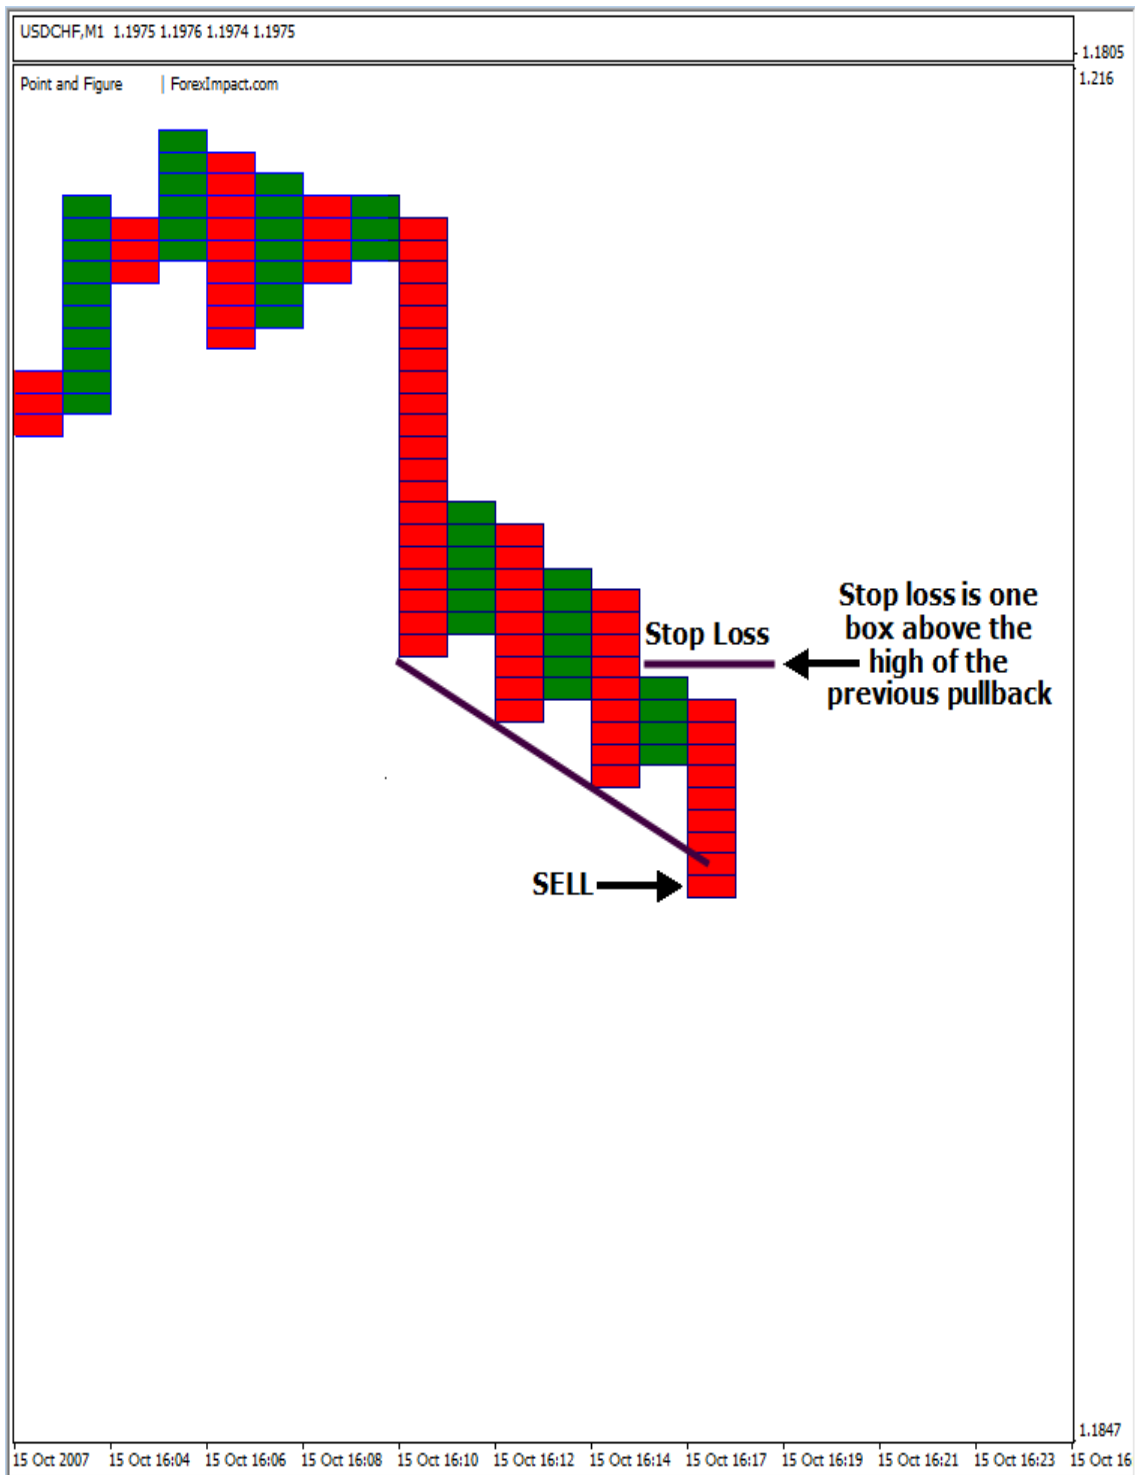 USDCHF,M1 1.1975 1.1976 1.1974 1.1975
1.1805
1.216
Point and Figure | ForexImpact.com
Stop loss is one
box above the
high of the
previous pullback
Stop Loss
SELL
1.1847
15 Oct 2007 15 Oct 16:04 15 Oct 16:06 15 Oct 16:08 15 Oct 16:10 15 Oct 16:12 15 Oct 16:14 15 Oct 16:17 15 Oct 16:19 15 Oct 16:21 15 Oct 16:23 15 Oct 16